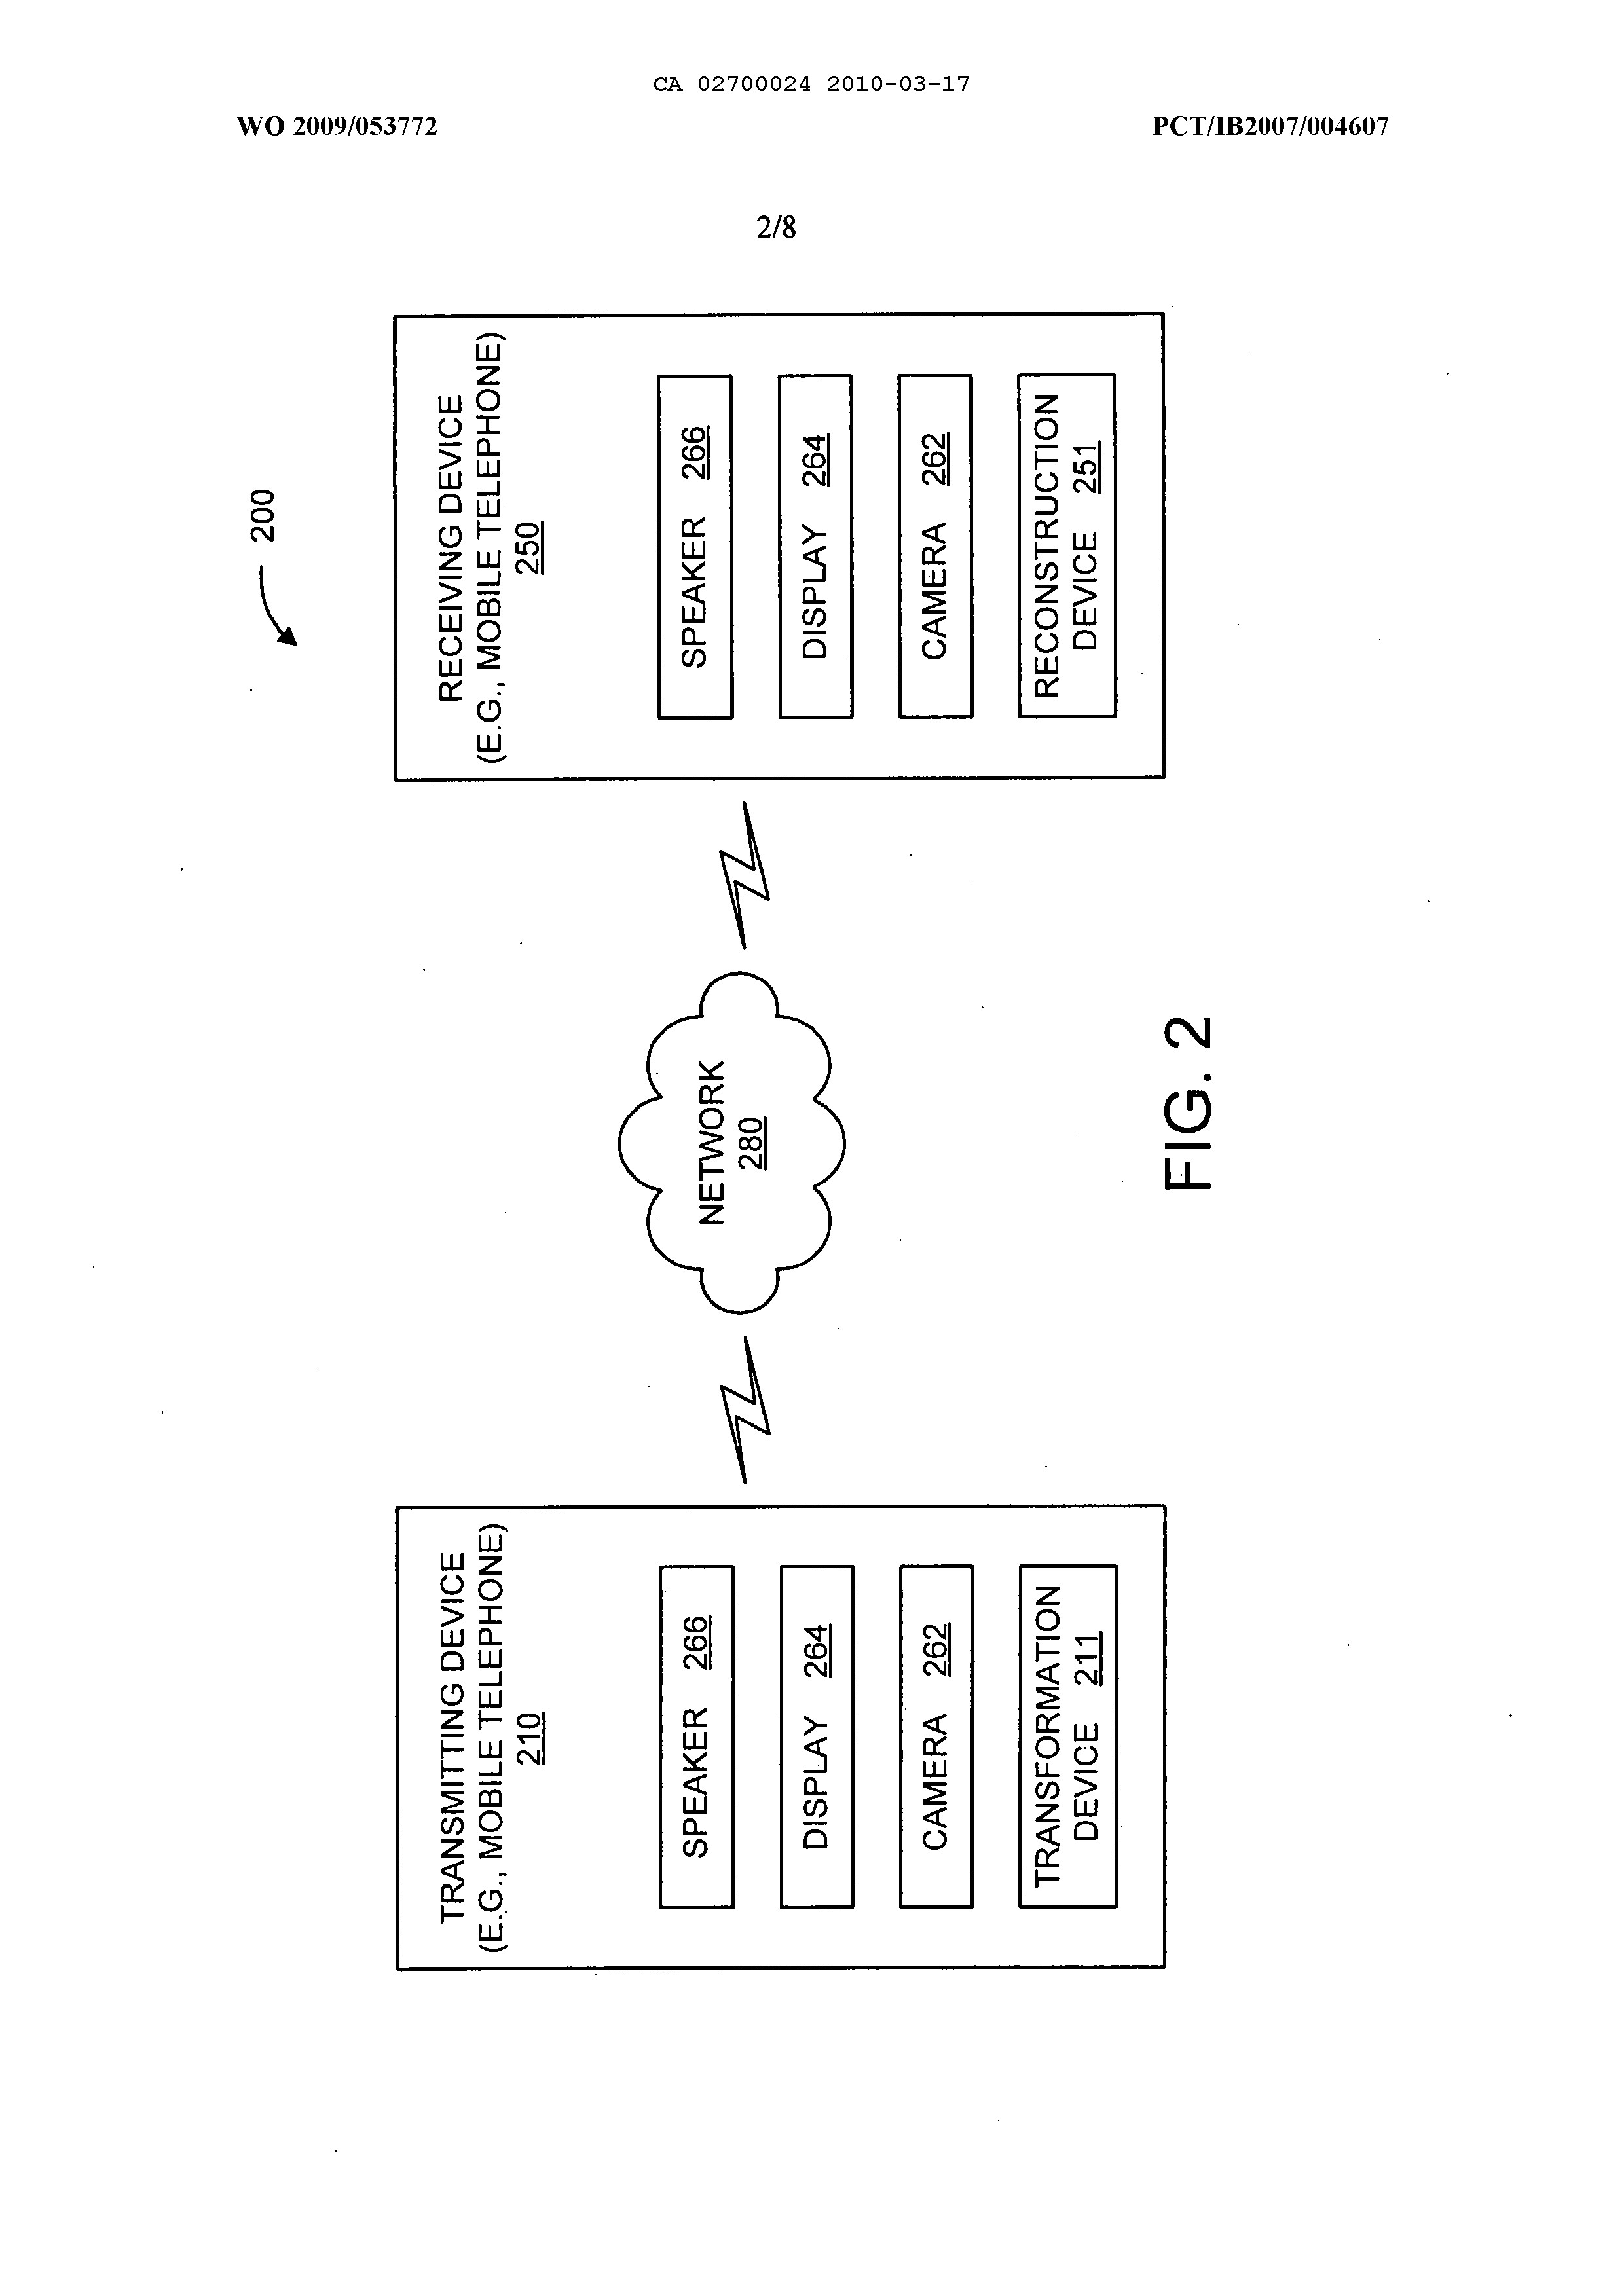 CA 02700024 2010-03-17
WO 2009/053772
PCT/IB2007/004607
2/8
200
TRANSMITTING DEVICE
(E.G., MOBILE TELEPHONE)
210
SPEAKER 266
DISPLAY 264
CAMERA 262
TRANSFORMATION
DEVICE 211
NETWORK
280
RECEIVING DEVICE
(E.G., MOBILE TELEPHONE)
250
SPEAKER 266
DISPLAY 264
CAMERA 262
RECONSTRUCTION
DEVICE 251
FIG. 2